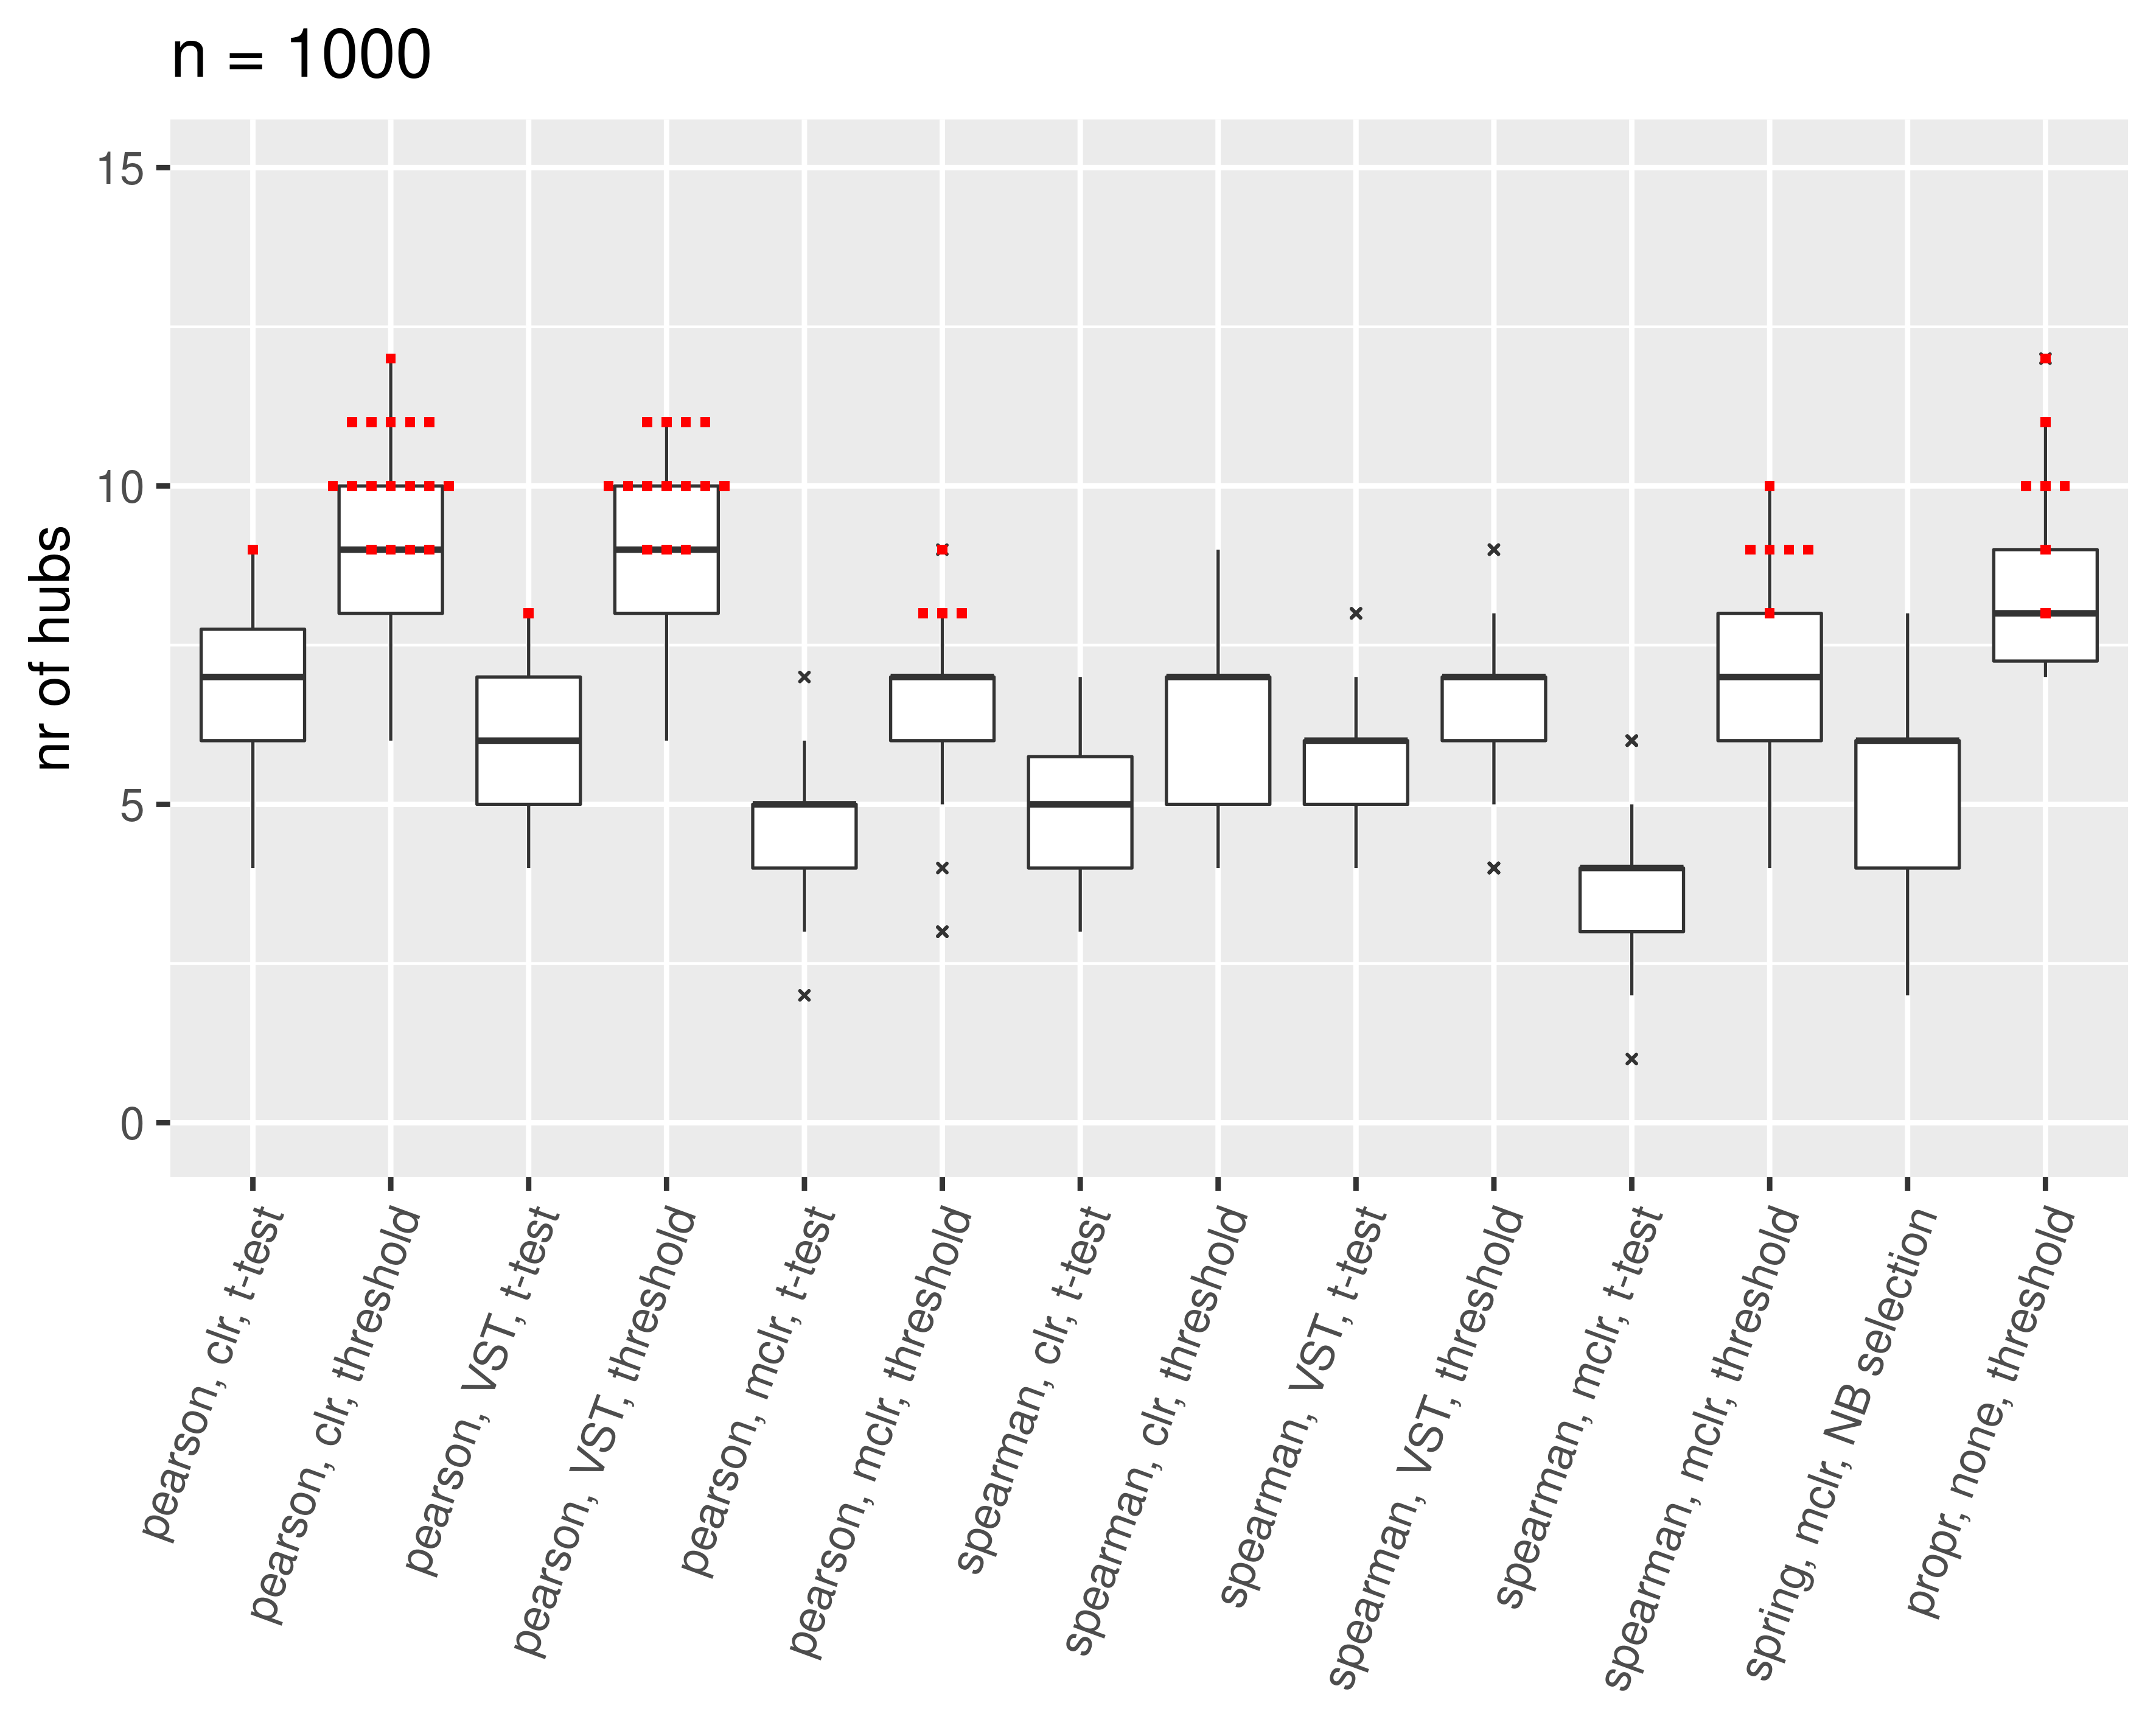 n = 1000
nr of hubs
15
10
5
0
pearson, clr, t-test
pearson, clr, threshold
pearson, VST, t-test
pearson, VST, threshold
pearson, mclr, t-test
pearson, mclr, threshold
spearman, clr, t-test
spearman, clr, threshold
spearman, VST, t-test
spearman, VST, threshold
spearman, mclr, t-test
spearman, mclr, threshold
spring, mclr, NB selection
propr, none, threshold